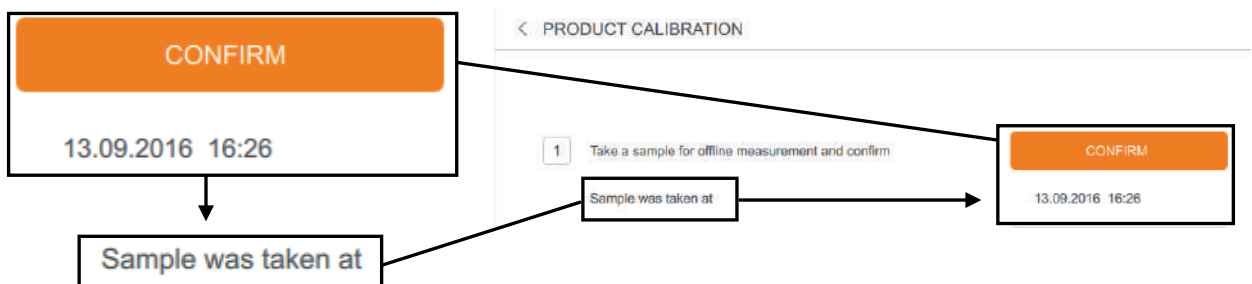 CONFIRM
13.09.2016 16:26
Sample was taken at
< PRODUCT CALIBRATION
1 Take a sample for offline measurement and confirm
CONFIRM
Sample was taken at
13.09.2016 16:26